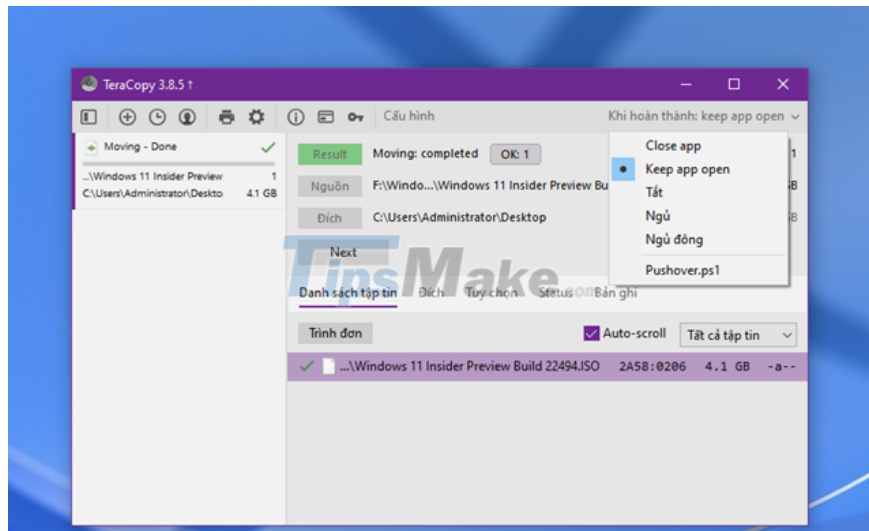 TeraCopy 3.8.5 ↑
Cấu hình
Khi hoàn thành: keep app open
Moving - Done
...\Windows 11 Insider Preview 1
C:\Users\Administrator\Deskto 4.1 GB
Result Moving: completed OK: 1
Nguồn F:\Windo...\Windows 11 Insider Preview Bu
Đích C:\Users\Administrator\Desktop
Next
Close app
Keep app open
Tắt
Ngủ
Ngủ đông
Pushover.ps1
1
B
B
TipsMake.com
Danh sách tập tin Đích Tùy chọn Status Bản ghi
Trình đơn Auto-scroll Tất cả tập tin
...\Windows 11 Insider Preview Build 22494.ISO 2A58:0206 4.1 GB -a--